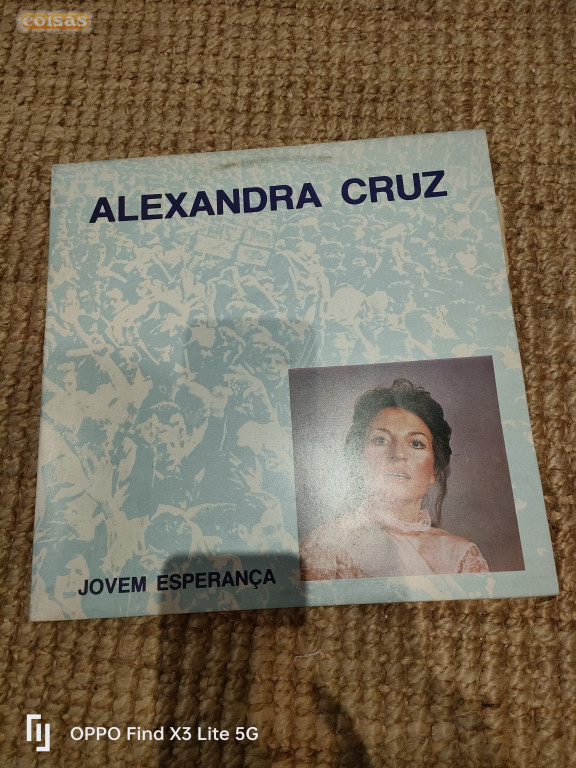 coisas
ALEXANDRA CRUZ
JOVEM ESPERANÇA
OPPO Find X3 Lite 5G